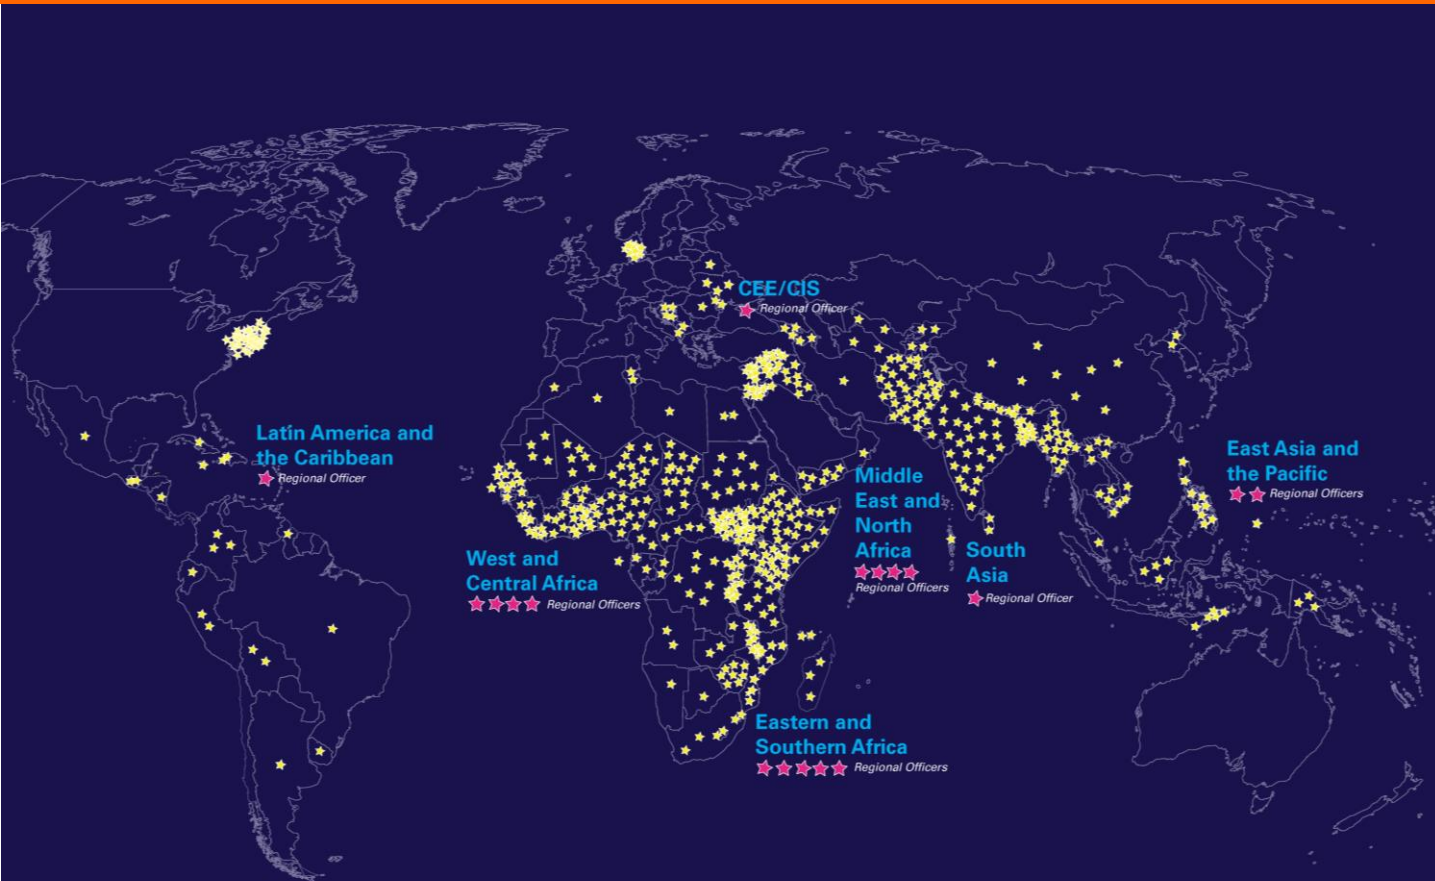 CEE/CIS
Regional Officer
Latin America and
the Caribbean
Regional Officer
Middle
East and
North
Africa
Regional Officers
East Asia and
the Pacific
Regional Officers
West and
Central Africa
Regional Officers
South
Asia
Regional Officer
Eastern and
Southern Africa
Regional Officers